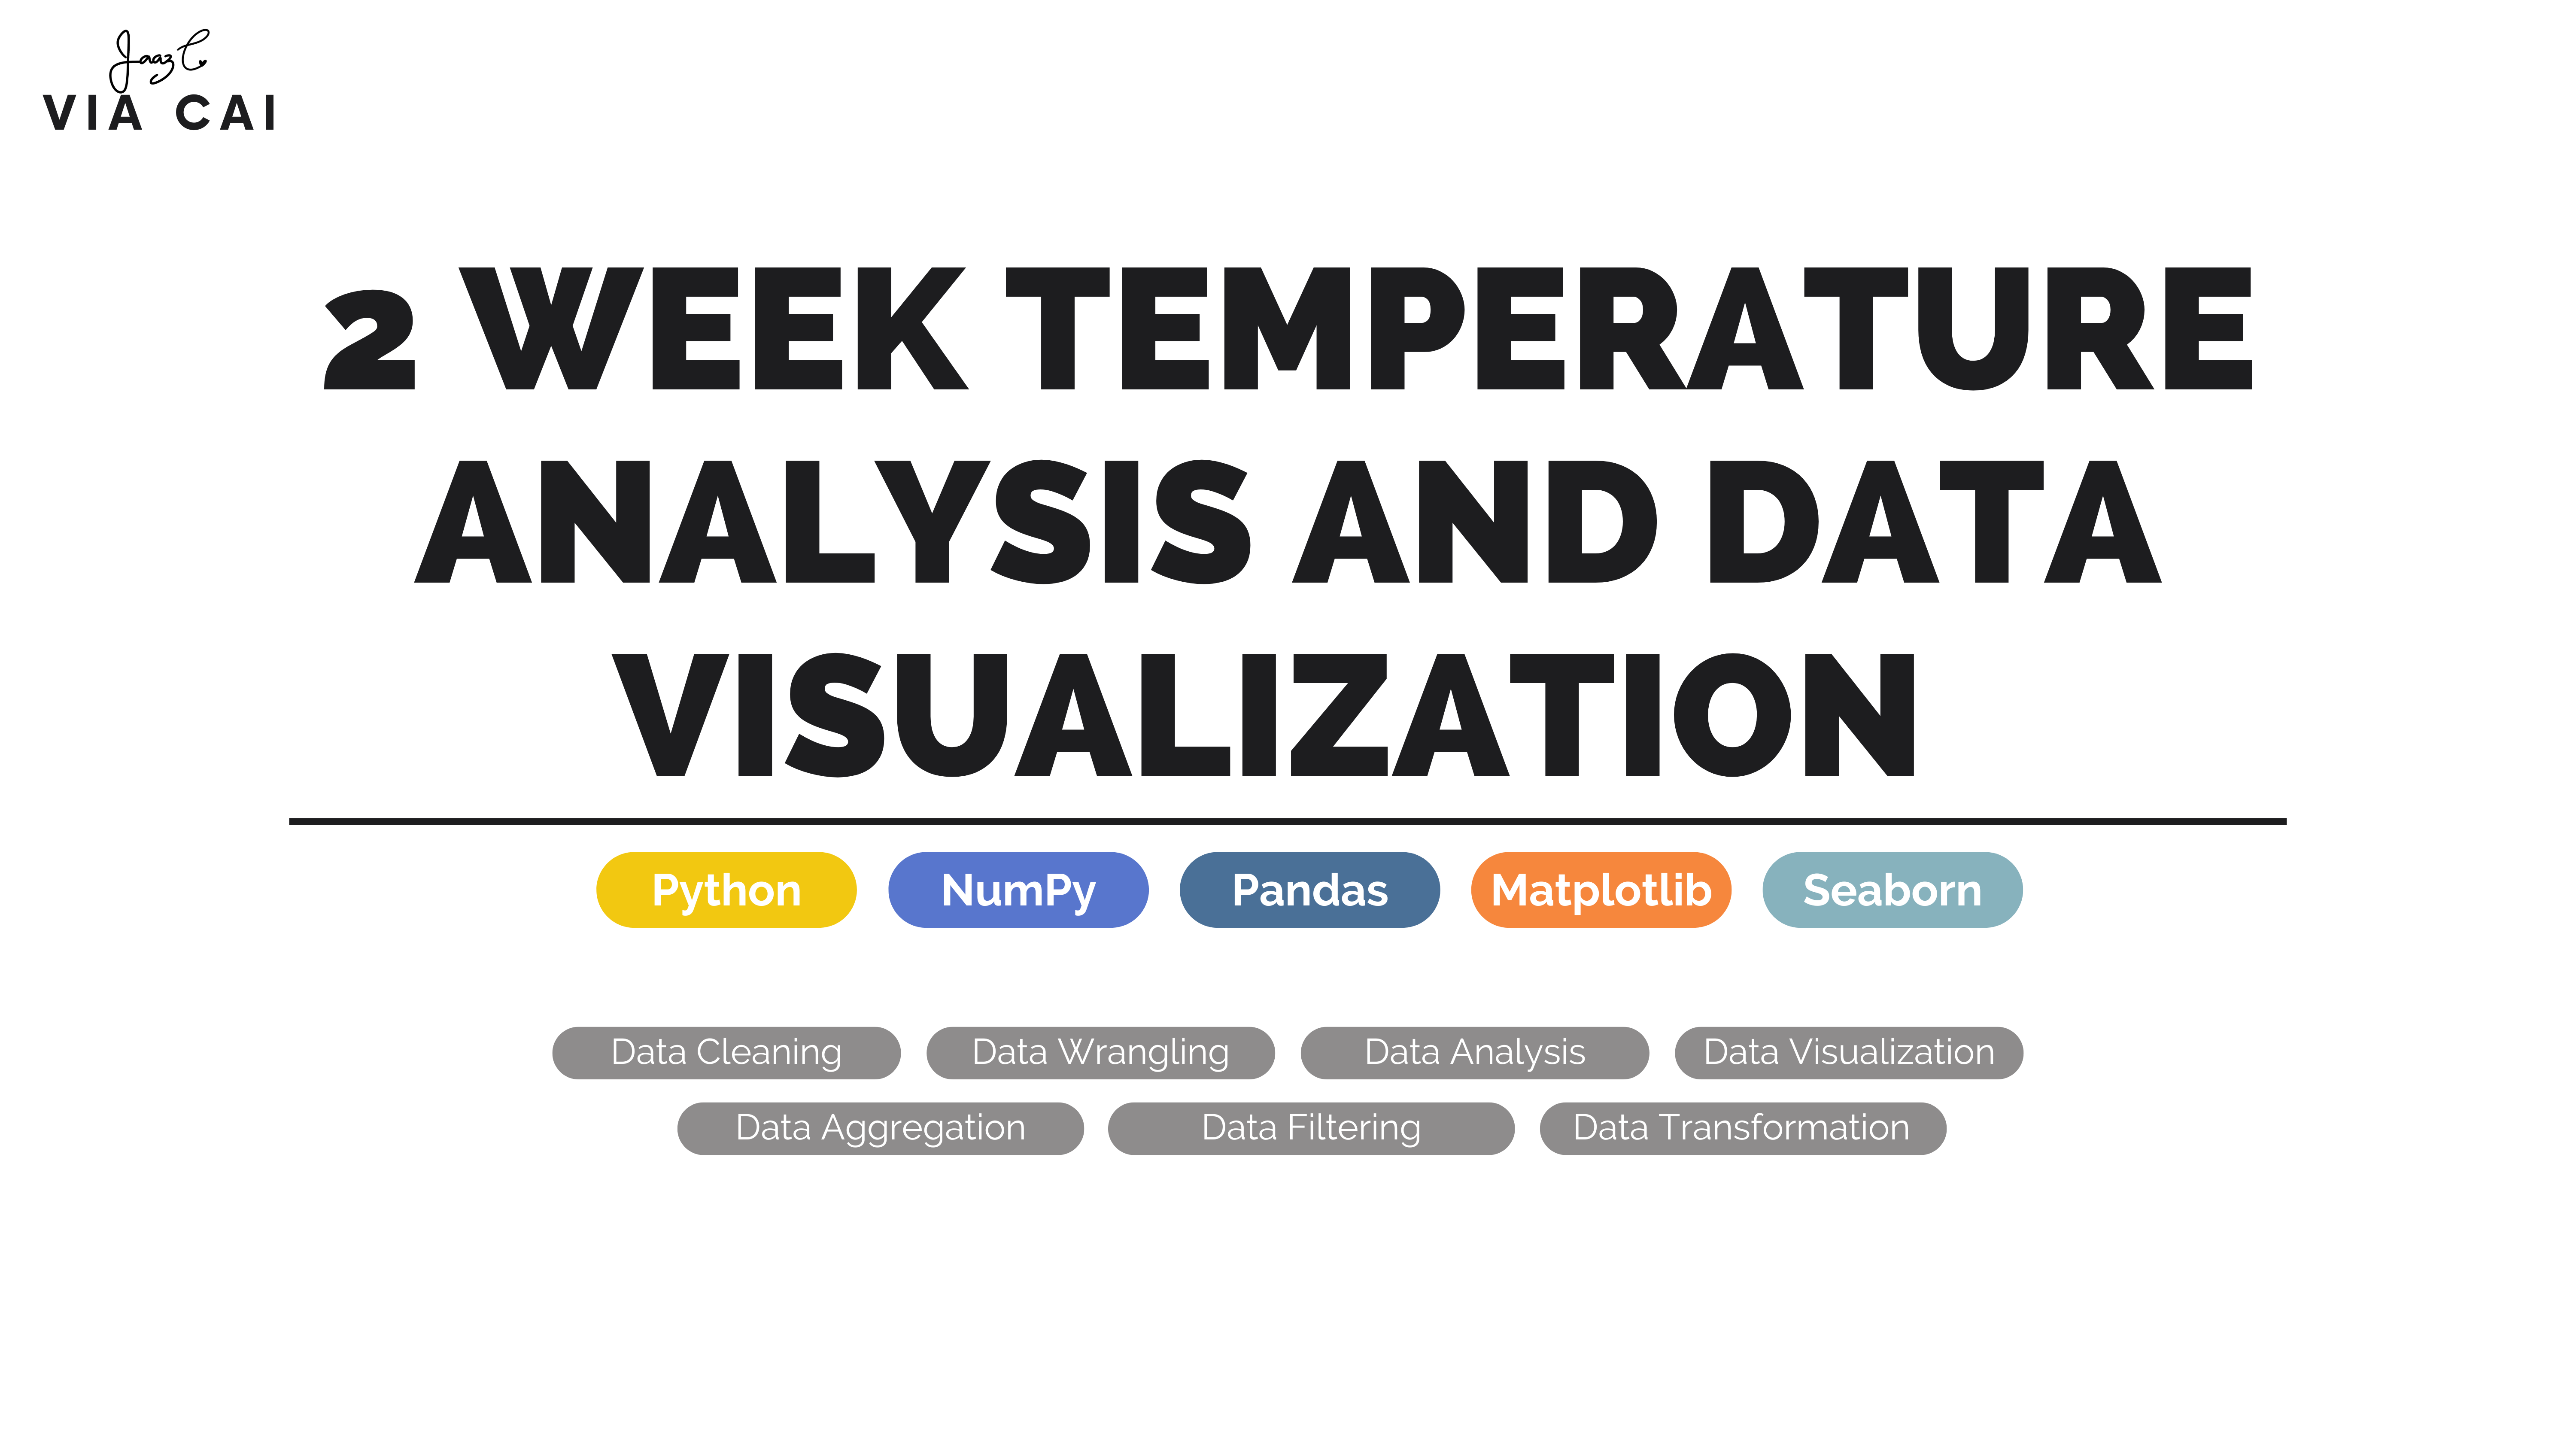 Jaaz C.
VIA CAI
2 WEEK TEMPERATURE
ANALYSIS AND DATA
VISUALIZATION
Python NumPy Pandas Matplotlib Seaborn
Data Cleaning Data Wrangling Data Analysis Data Visualization
Data Aggregation Data Filtering Data Transformation